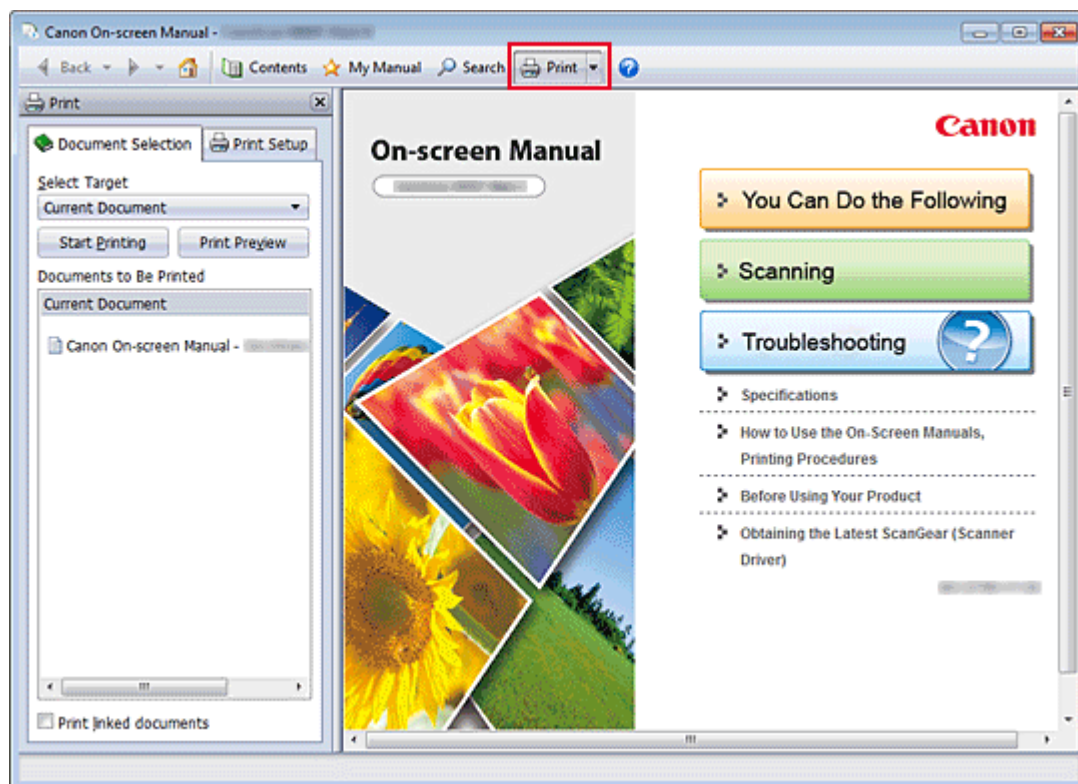 Canon On-screen Manual -
Back
Contents
My Manual
Search
Print
Print
Document Selection
Print Setup
Select Target
Current Document
Start Printing
Print Preview
Documents to Be Printed
Current Document
Canon On-screen Manual -
Print linked documents
On-screen Manual
Canon
You Can Do the Following
Scanning
Troubleshooting
?
Specifications
How to Use the On-Screen Manuals,
Printing Procedures
Before Using Your Product
Obtaining the Latest ScanGear (Scanner
Driver)